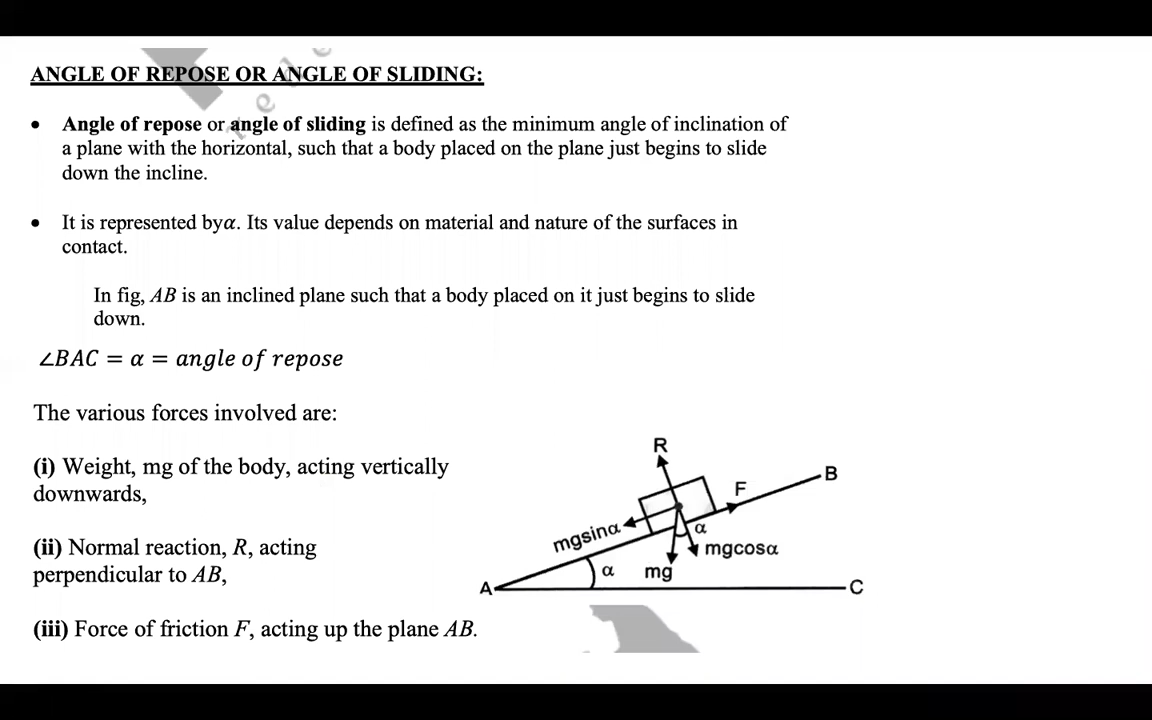 ANGLE OF REPOSE OR ANGLE OF SLIDING:
• Angle of repose or angle of sliding is defined as the minimum angle of inclination of
a plane with the horizontal, such that a body placed on the plane just begins to slide
down the incline.
• It is represented by𝛼. Its value depends on material and nature of the surfaces in
contact.
In fig, AB is an inclined plane such that a body placed on it just begins to slide
down.
∠BAC = 𝛼 = angle of repose
The various forces involved are:
(i) Weight, mg of the body, acting vertically
downwards,
(ii) Normal reaction, R, acting
perpendicular to AB,
(iii) Force of friction F, acting up the plane AB.
R
B
F
mgsinα
α
mgcosα
α
mg
A
C